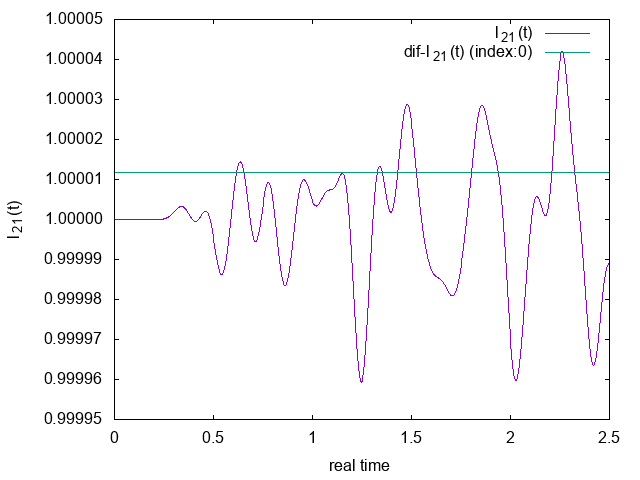 I21(t)
dif-I21(t) (index:0)
1.00005
1.00004
1.00003
1.00002
1.00001
1.00000
0.99999
0.99998
0.99997
0.99996
0.99995
I21(t)
0 0.5 1 1.5 2 2.5
real time